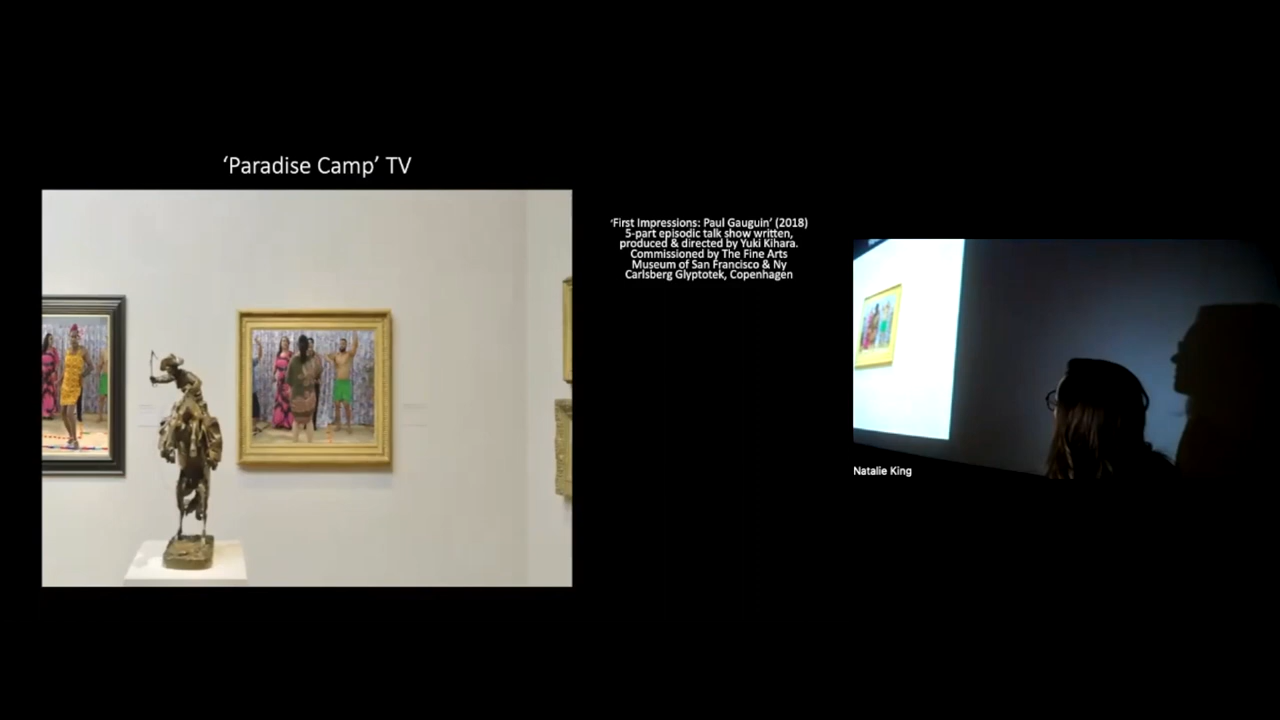 ‘Paradise Camp’ TV
‘First Impressions: Paul Gauguin’ (2018)
5-part episodic talk show written,
produced & directed by Yuki Kihara.
Commissioned by The Fine Arts
Museum of San Francisco & Ny
Carlsberg Glyptotek, Copenhagen
Natalie King